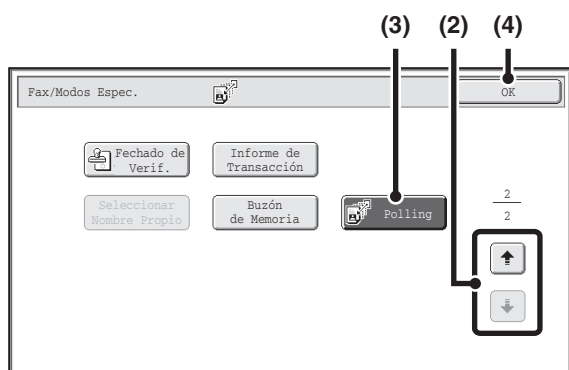 (3) (2) (4)
Fax/Modos Espec.
OK
Fechado de
Verif.
Informe de
Transacción
Seleccionar
Nombre Propio
Buzón
de Memoria
Polling
2
2